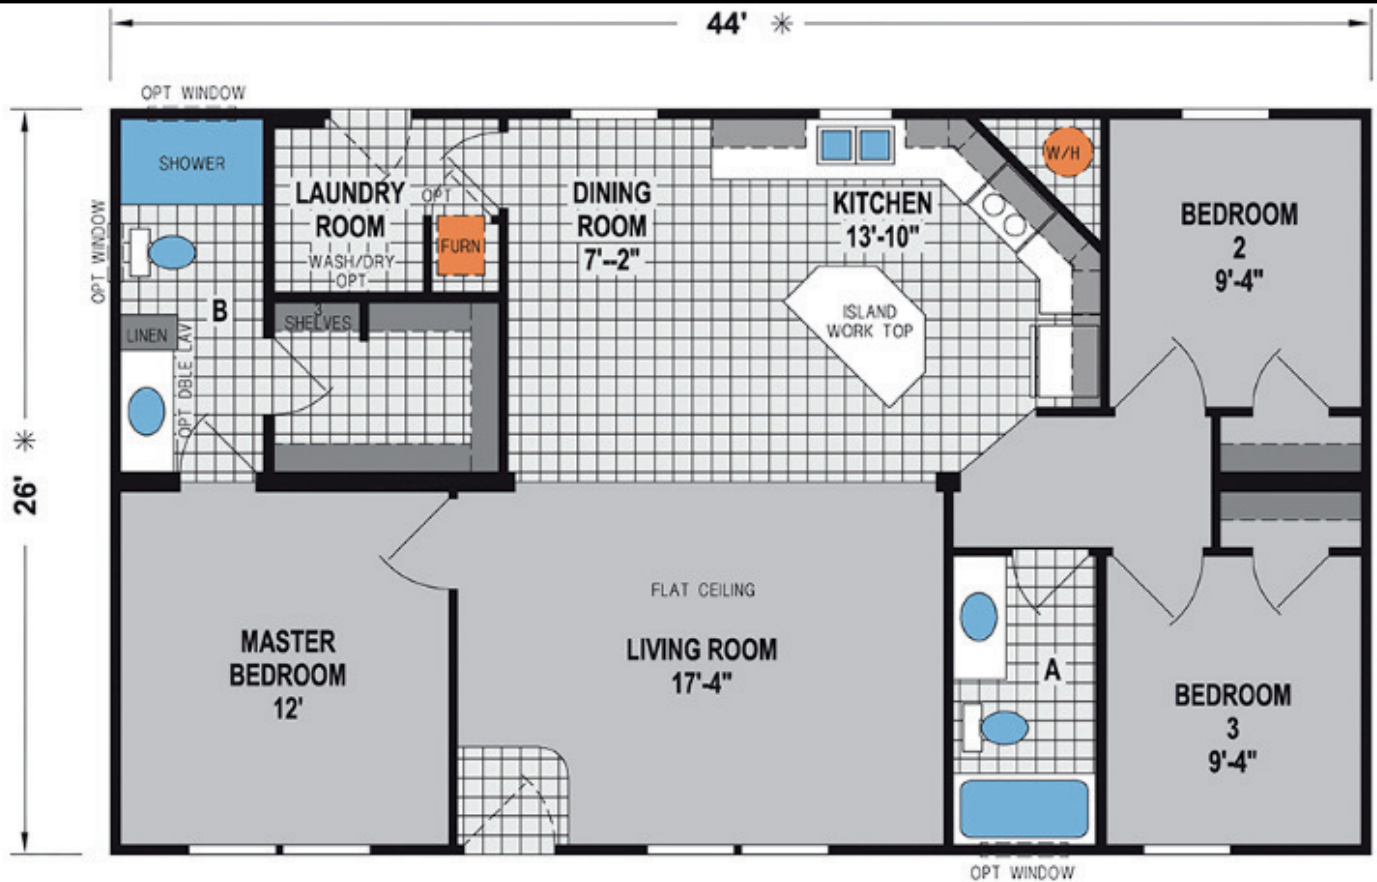 44' ✳
OPT WINDOW
SHOWER
LAUNDRY
ROOM
OPT
WASH/DRY
OPT
FURN
DINING
ROOM
7'--2"
KITCHEN
13'-10"
W/H
BEDROOM
2
9'-4"
OPT WINDOW
B
LINEN
OPT DBLE LAV
3
SHELVES
ISLAND
WORK TOP
✳
26'
MASTER
BEDROOM
12'
FLAT CEILING
LIVING ROOM
17'-4"
A
BEDROOM
3
9'-4"
OPT WINDOW